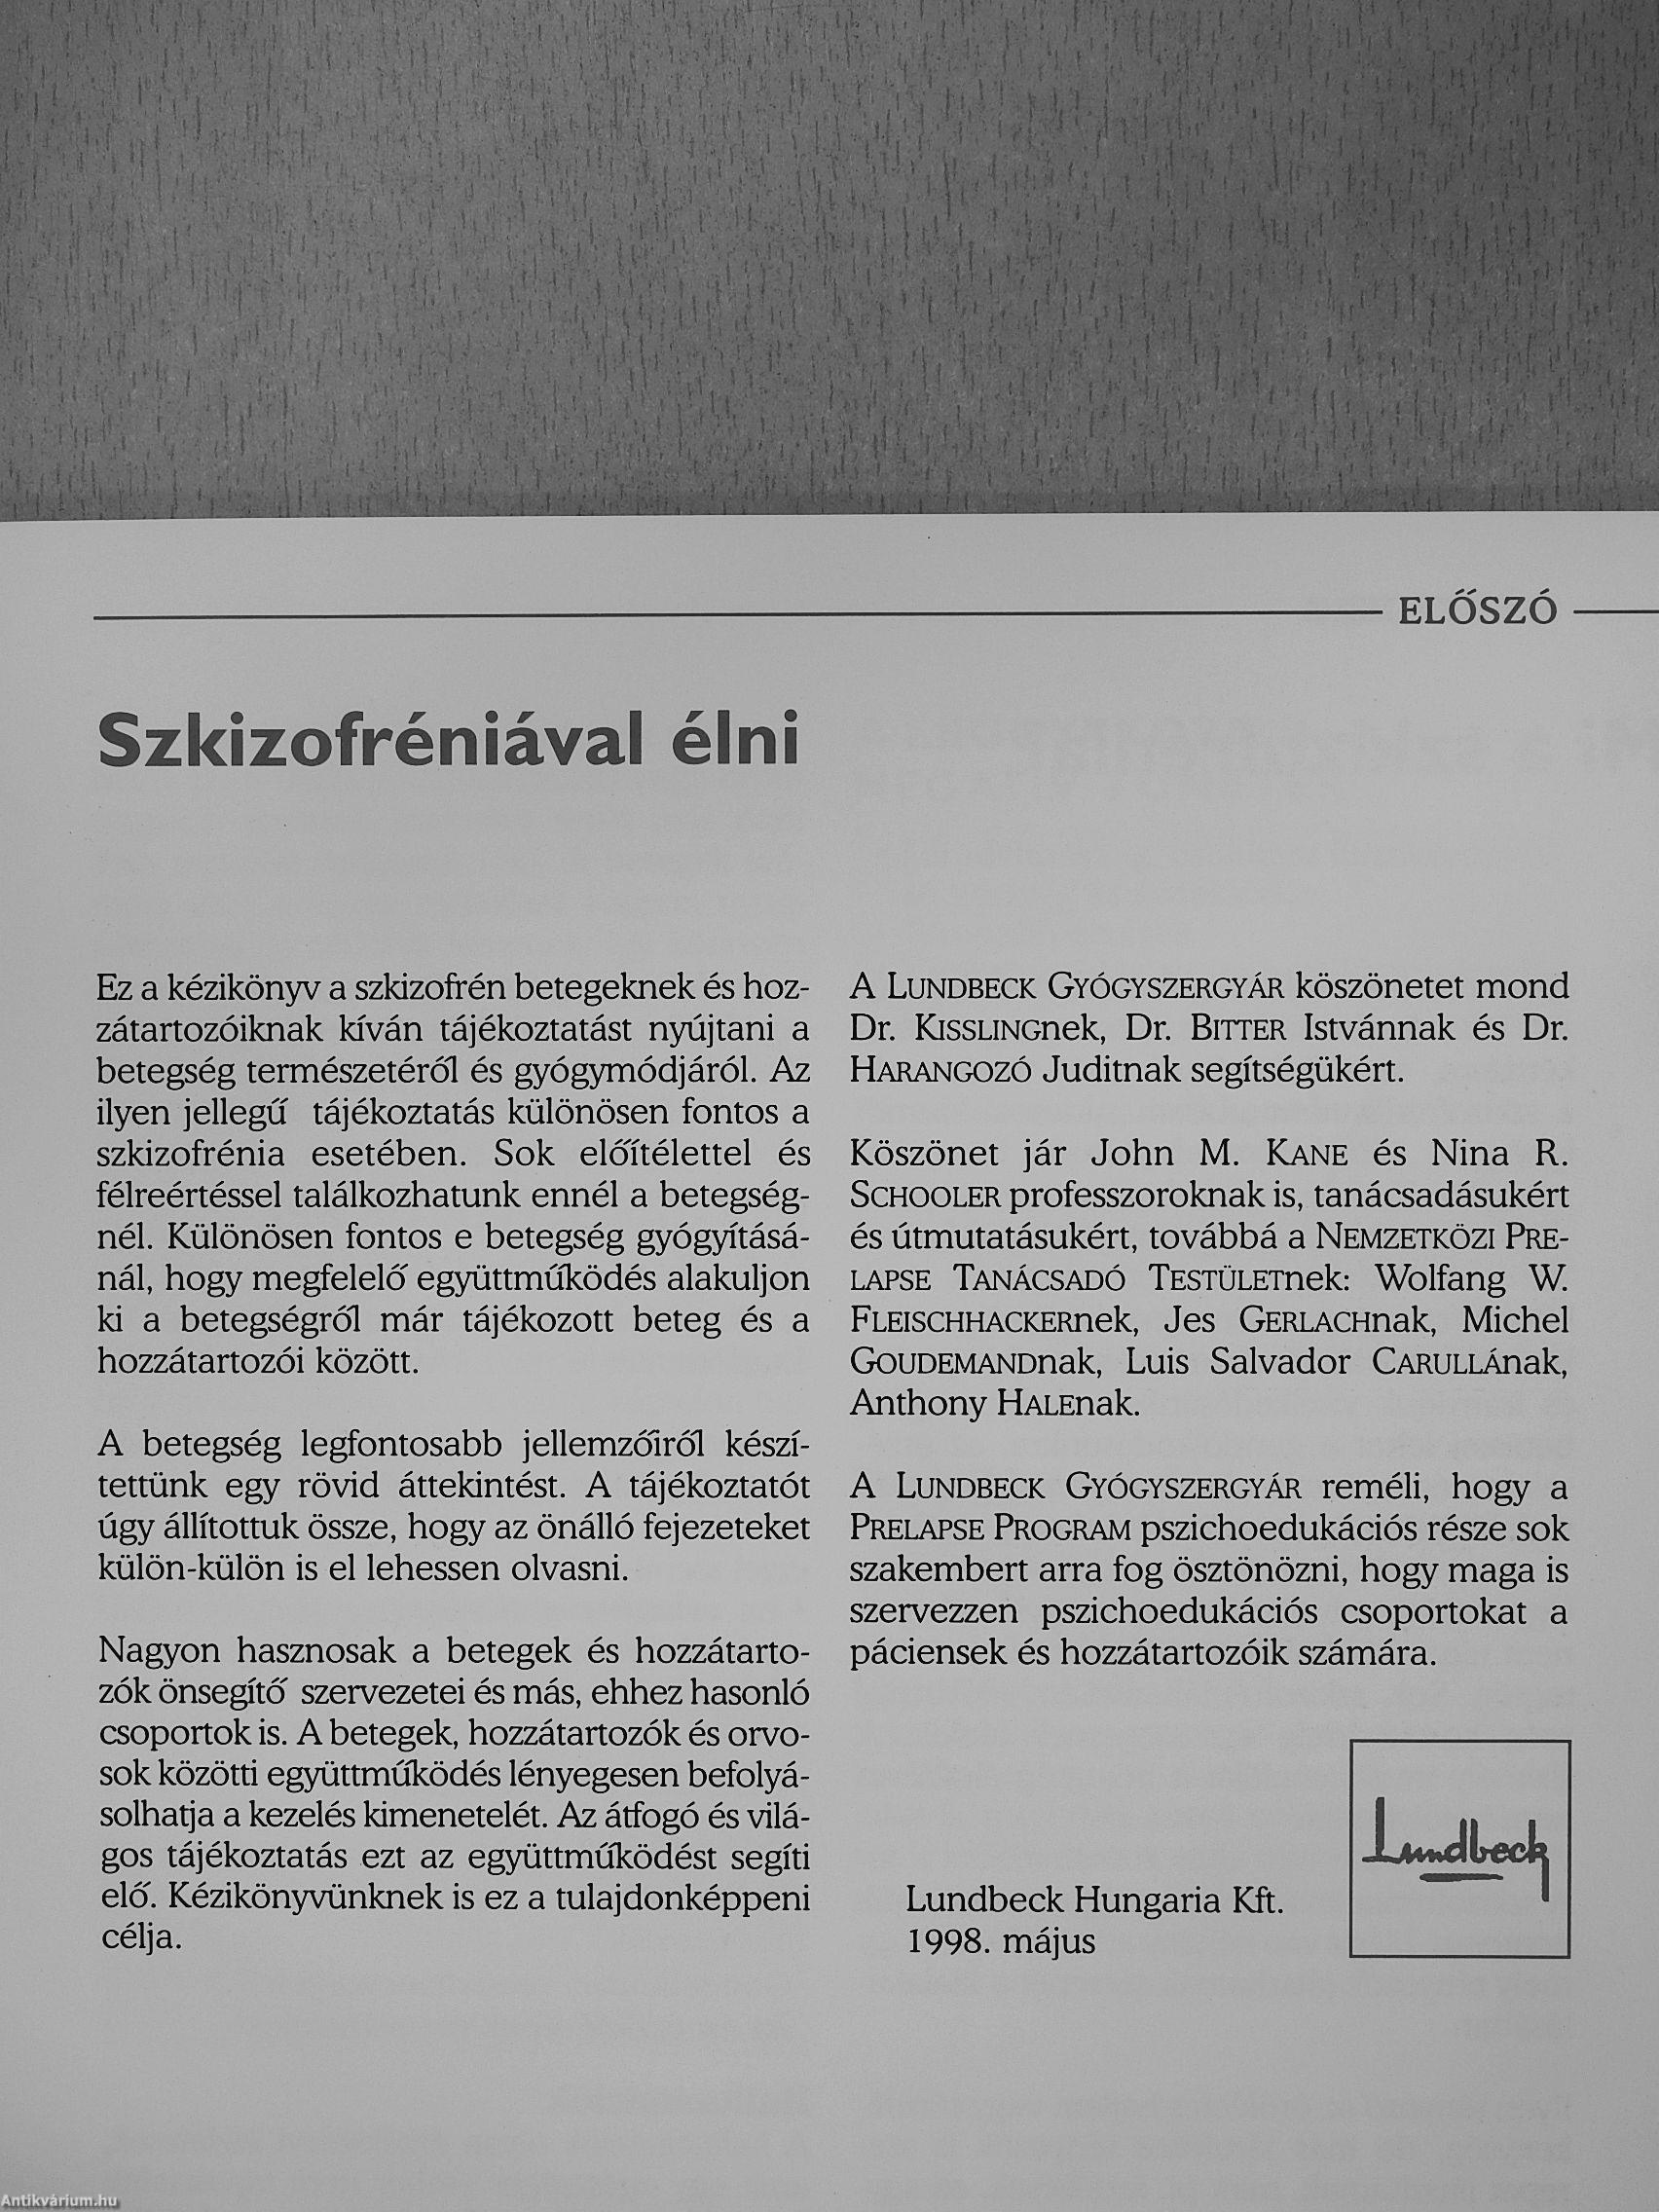 ELŐSZÓ
Szkizofréniával élni
Ez a kézikönyv a szkizofrén betegeknek és hoz-
zátartozóiknak kíván tájékoztatást nyújtani a
betegség természetéről és gyógymódjáról. Az
ilyen jellegű tájékoztatás különösen fontos a
szkizofrénia esetében. Sok előítélettel és
félreértéssel találkozhatunk ennél a betegség-
nél. Különösen fontos e betegség gyógyításá-
nál, hogy megfelelő együttműködés alakuljon
ki a betegségről már tájékozott beteg és a
hozzátartozói között.
A betegség legfontosabb jellemzőiről készí-
tettünk egy rövid áttekintést. A tájékoztatót
úgy állítottuk össze, hogy az önálló fejezeteket
külön-külön is el lehessen olvasni.
Nagyon hasznosak a betegek és hozzátarto-
zók önsegítő szervezetei és más, ehhez hasonló
csoportok is. A betegek, hozzátartozók és orvo-
sok közötti együttműködés lényegesen befolyá-
solhatja a kezelés kimenetelét. Az átfogó és vilá-
gos tájékoztatás ezt az együttműködést segíti
elő. Kézikönyvünknek is ez a tulajdonképpeni
célja.
A LUNDBECK GYÓGYSZERGYÁR köszönetet mond
Dr. KISSLINGnek, Dr. BITTER Istvánnak és Dr.
HARANGOZÓ Juditnak segítségükért.
Köszönet jár John M. KANE és Nina R.
SCHOOLER professzoroknak is, tanácsadásukért
és útmutatásukért, továbbá a NEMZETKÖZI PRE-
LAPSE TANÁCSADÓ TESTÜLETnek: Wolfang W.
FLEISCHHACKERnek, Jes GERLACHnak, Michel
GOUDEMANDnak, Luis Salvador CARULLÁnak,
Anthony HALEnak.
A LUNDBECK GYÓGYSZERGYÁR reméli, hogy a
PRELAPSE PROGRAM pszichoedukációs része sok
szakembert arra fog ösztönözni, hogy maga is
szervezzen pszichoedukációs csoportokat a
páciensek és hozzátartozóik számára.
Lundbeck
Lundbeck Hungaria Kft.
1998. május
Antikvárium.hu